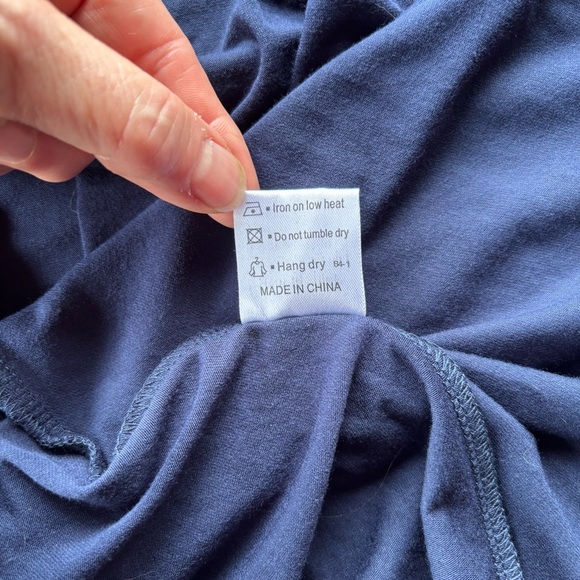 ▪ Iron on low heat
▪ Do not tumble dry
▪ Hang dry B4-1
MADE IN CHINA